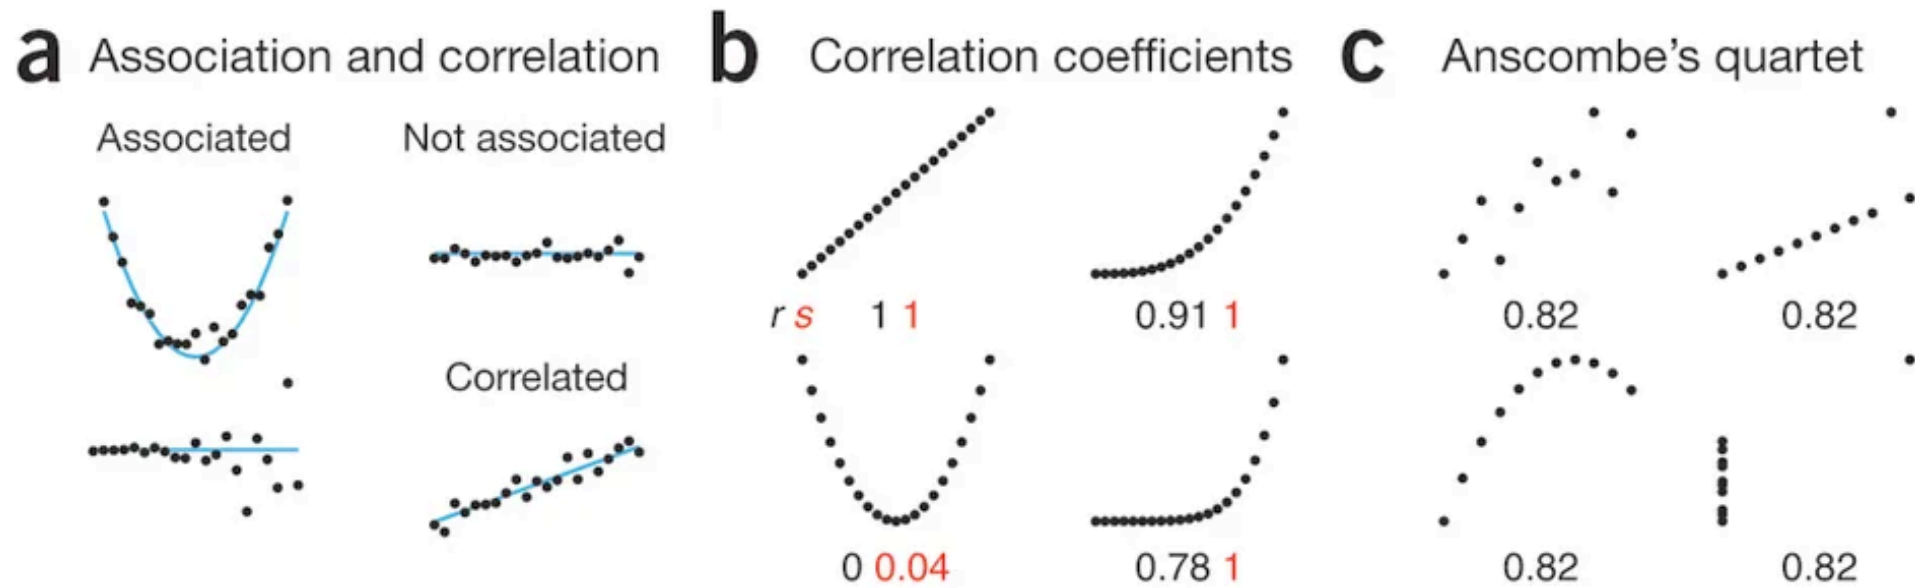 a Association and correlation
Associated
Not associated
Correlated
b Correlation coefficients
r s 1 1
0.91 1
0 0.04
0.78 1
c Anscombe's quartet
0.82
0.82
0.82
0.82